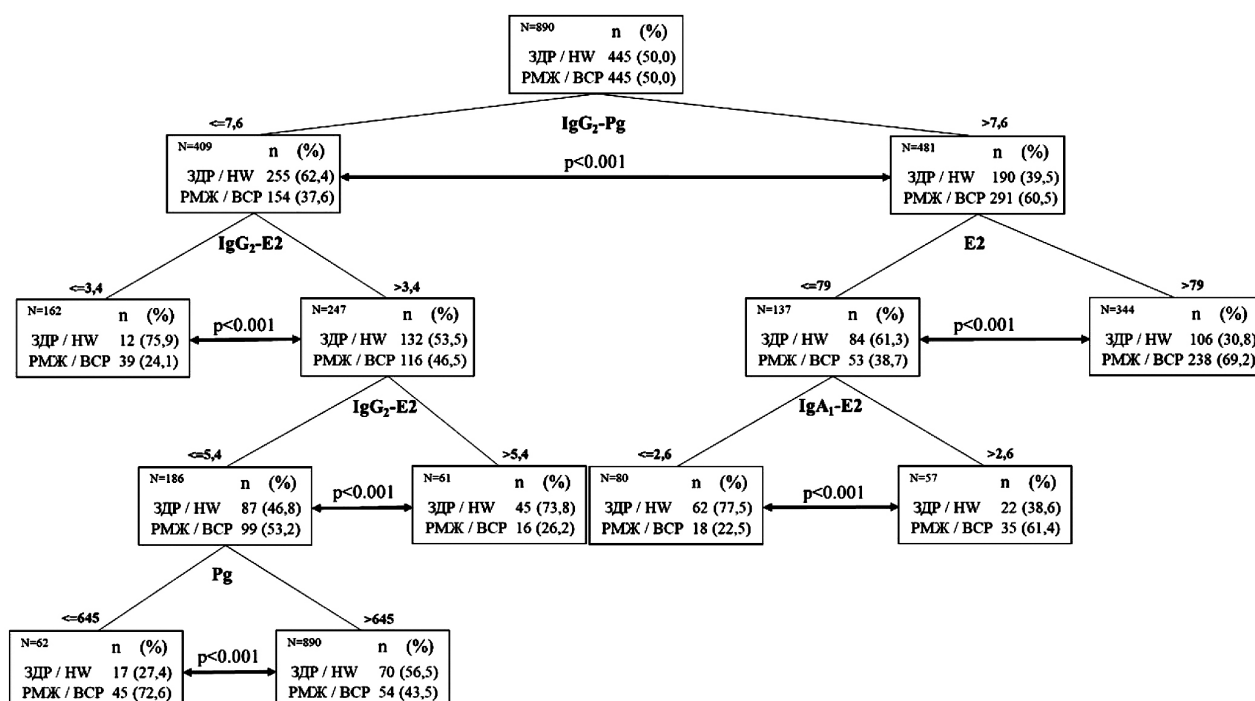 N=890
n (%)
ЗДР / HW 445 (50,0)
РМЖ / BCP 445 (50,0)
<=7,6
IgG₂-Pg
>7,6
N=409
n (%)
ЗДР / HW 255 (62,4)
РМЖ / BCP 154 (37,6)
p<0.001
N=481
n (%)
ЗДР / HW 190 (39,5)
РМЖ / BCP 291 (60,5)
IgG₂-E2
E2
<=3,4
>3,4
<=79
>79
N=162
n (%)
ЗДР / HW 12 (75,9)
РМЖ / BCP 39 (24,1)
p<0.001
N=247
n (%)
ЗДР / HW 132 (53,5)
РМЖ / BCP 116 (46,5)
N=137
n (%)
ЗДР / HW 84 (61,3)
РМЖ / BCP 53 (38,7)
p<0.001
N=344
n (%)
ЗДР / HW 106 (30,8)
РМЖ / BCP 238 (69,2)
IgG₂-E2
IgA₁-E2
<=5,4
>5,4
<=2,6
>2,6
N=186
n (%)
ЗДР / HW 87 (46,8)
РМЖ / BCP 99 (53,2)
p<0.001
N=61
n (%)
ЗДР / HW 45 (73,8)
РМЖ / BCP 16 (26,2)
N=80
n (%)
ЗДР / HW 62 (77,5)
РМЖ / BCP 18 (22,5)
p<0.001
N=57
n (%)
ЗДР / HW 22 (38,6)
РМЖ / BCP 35 (61,4)
Pg
<=645
>645
N=62
n (%)
ЗДР / HW 17 (27,4)
РМЖ / BCP 45 (72,6)
p<0.001
N=890
n (%)
ЗДР / HW 70 (56,5)
РМЖ / BCP 54 (43,5)